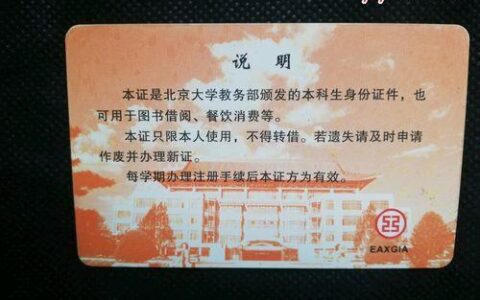 说 明
本证是北京大学教务部颁发的本科生身份证件，也
可用于图书借阅、餐饮消费等。
本证只限本人使用，不得转借。若遗失请及时申请
作废并办理新证。
每学期办理注册手续后本证方为有效。
EAXGIA